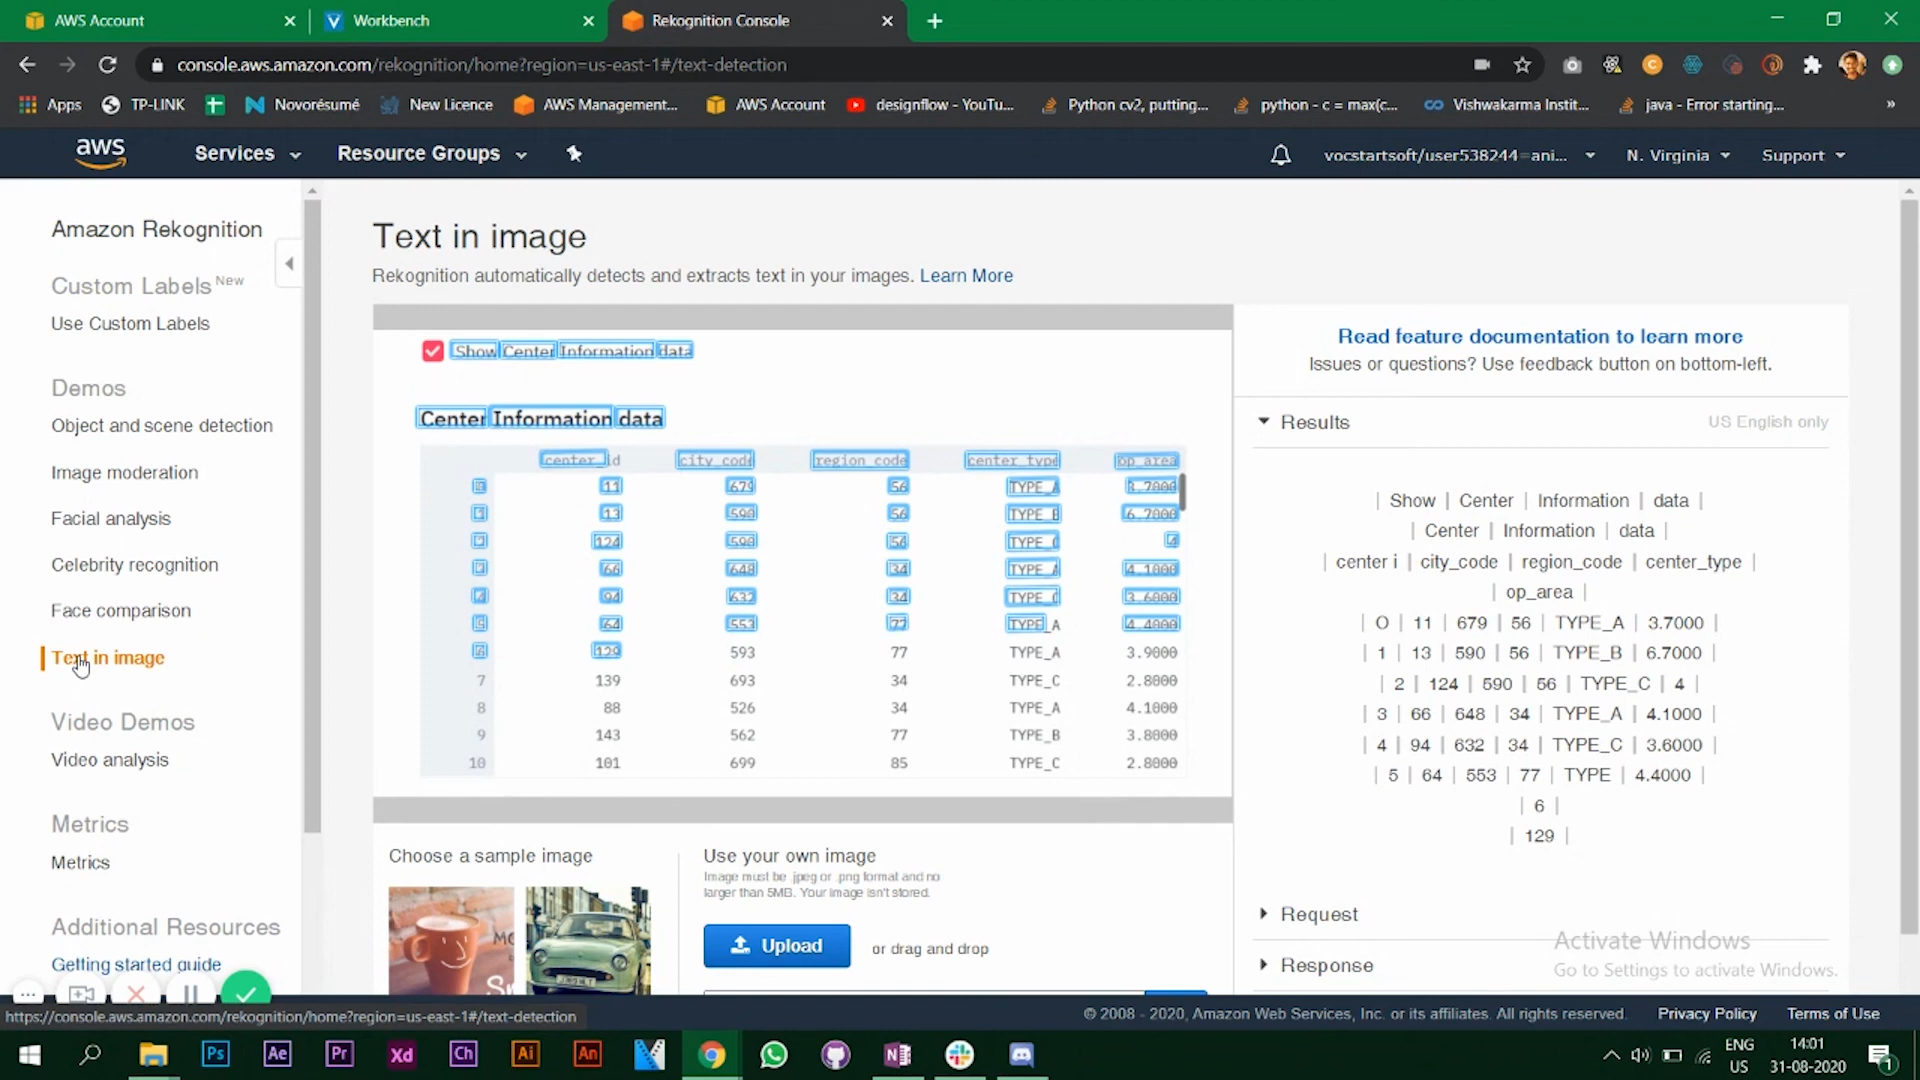 AWS Account
Workbench
Rekognition Console
console.aws.amazon.com/rekognition/home?region=us-east-1#/text-detection
Apps TP-LINK Novorésumé New Licence AWS Management... AWS Account designflow - YouTu... Python cv2, putting... python - c = max(c... Vishwakarma Instit... java - Error starting... »
aws Services Resource Groups vocstartsoft/user538244=ani... N. Virginia Support
Amazon Rekognition
Custom Labels New
Use Custom Labels
Demos
Object and scene detection
Image moderation
Facial analysis
Celebrity recognition
Face comparison
Text in image
Video Demos
Video analysis
Metrics
Metrics
Additional Resources
Getting started guide
Text in image
Rekognition automatically detects and extracts text in your images. Learn More
Show Center Information data
Center Information data
center_id city_code region_code center_type op_area
0 11 679 56 TYPE_A 3.7000
1 13 590 56 TYPE_B 6.7000
2 124 590 56 TYPE_C 4
3 66 648 34 TYPE_A 4.1000
4 94 632 34 TYPE_C 3.6000
5 64 553 77 TYPE_A 4.4000
6 129 593 77 TYPE_A 3.9000
7 139 693 34 TYPE_C 2.8000
8 88 526 34 TYPE_A 4.1000
9 143 562 77 TYPE_B 3.8000
10 101 699 85 TYPE_C 2.8000
Choose a sample image
Use your own image
Image must be .jpeg or .png format and no
larger than 5MB. Your image isn't stored.
Upload or drag and drop
Read feature documentation to learn more
Issues or questions? Use feedback button on bottom-left.
Results US English only
| Show | Center | Information | data |
| Center | Information | data |
| center i | city_code | region_code | center_type |
| op_area |
| O | 11 | 679 | 56 | TYPE_A | 3.7000 |
| 1 | 13 | 590 | 56 | TYPE_B | 6.7000 |
| 2 | 124 | 590 | 56 | TYPE_C | 4 |
| 3 | 66 | 648 | 34 | TYPE_A | 4.1000 |
| 4 | 94 | 632 | 34 | TYPE_C | 3.6000 |
| 5 | 64 | 553 | 77 | TYPE | 4.4000 |
| 6 |
| 129 |
Request
Response
Activate Windows
Go to Settings to activate Windows.
https://console.aws.amazon.com/rekognition/home?region=us-east-1#/text-detection
© 2008 - 2020, Amazon Web Services, Inc. or its affiliates. All rights reserved. Privacy Policy Terms of Use
Ps Ae Pr Xd Ch Ai An
ENG
US
14:01
31-08-2020
1